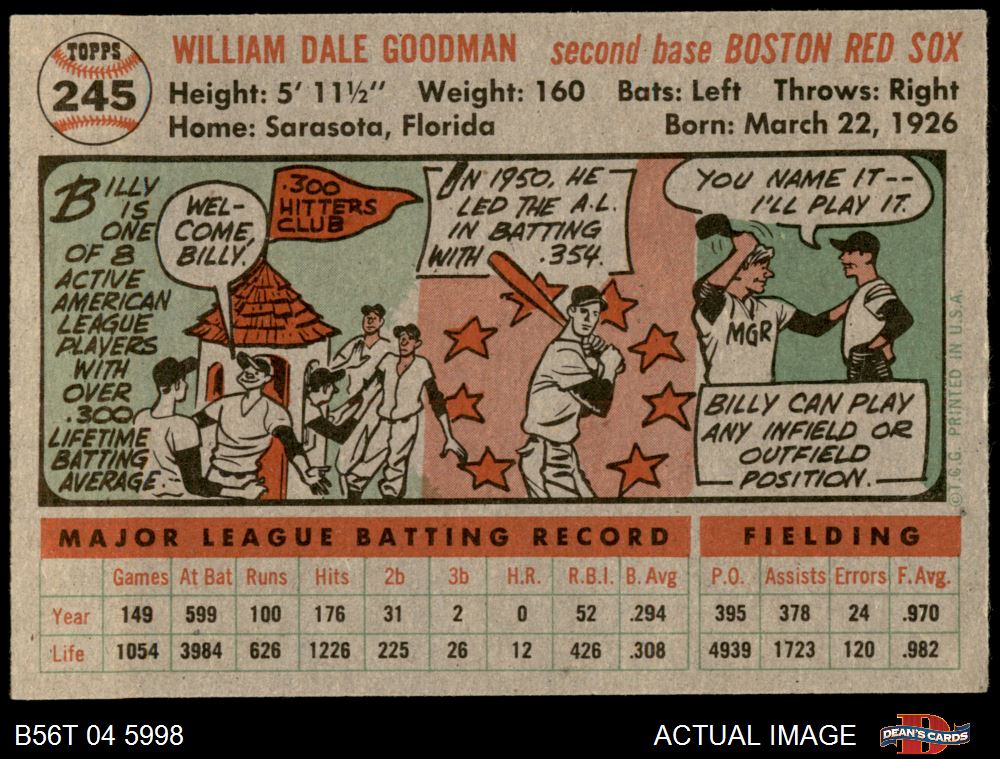 TOPPS
245
WILLIAM DALE GOODMAN second base BOSTON RED SOX
Height: 5' 11½" Weight: 160 Bats: Left Throws: Right
Home: Sarasota, Florida Born: March 22, 1926
BILLY
IS
ONE
OF 8
ACTIVE
AMERICAN
LEAGUE
PLAYERS
WITH
OVER
.300
LIFETIME
BATTING
AVERAGE.
WEL-
COME,
BILLY!
.300
HITTERS
CLUB
IN 1950, HE
LED THE A.L.
IN BATTING
WITH .354.
YOU NAME IT--
I'LL PLAY IT.
MGR
BILLY CAN PLAY
ANY INFIELD OR
OUTFIELD
POSITION.
© T.C.G. PRINTED IN U.S.A.
MAJOR LEAGUE BATTING RECORD FIELDING
Games At Bat Runs Hits 2b 3b H.R. R.B.I. B. Avg P.O. Assists Errors F. Avg.
Year 149 599 100 176 31 2 0 52 .294 395 378 24 .970
Life 1054 3984 626 1226 225 26 12 426 .308 4939 1723 120 .982
B56T 04 5998 ACTUAL IMAGE
D
DEAN'S CARDS